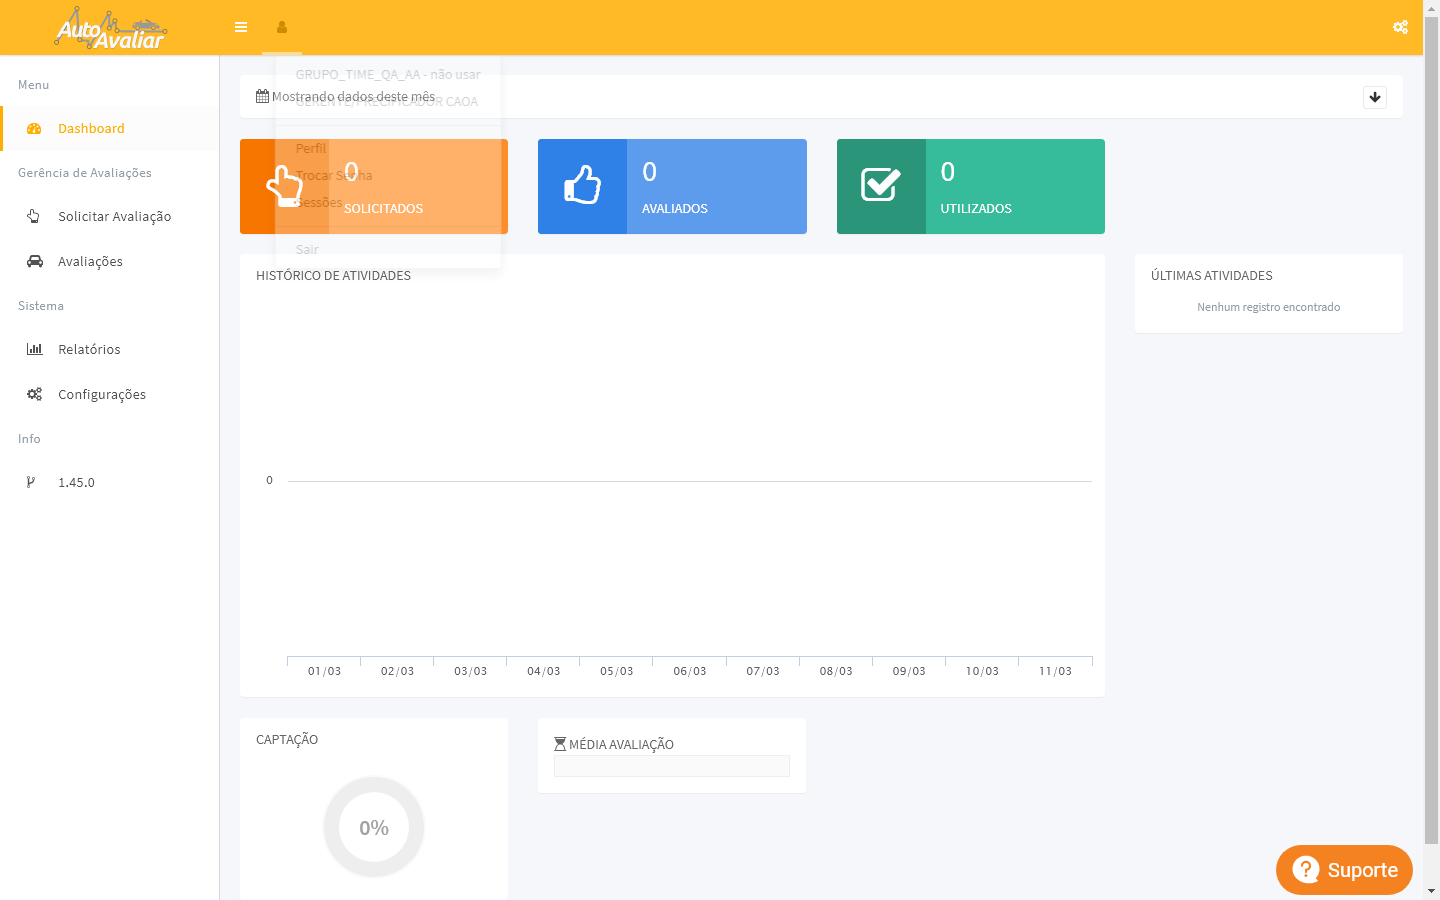 Auto Avaliar
Menu
Dashboard
Gerência de Avaliações
Solicitar Avaliação
Avaliações
Sistema
Relatórios
Configurações
Info
1.45.0
GRUPO_TIME_QA_AA - não usar
Mostrando dados deste mês
GERENTE/PRECIFICADOR CAOA
Perfil
Trocar Senha
Sessões
Sair
0
SOLICITADOS
0
AVALIADOS
0
UTILIZADOS
HISTÓRICO DE ATIVIDADES
0
01/03 02/03 03/03 04/03 05/03 06/03 07/03 08/03 09/03 10/03 11/03
ÚLTIMAS ATIVIDADES
Nenhum registro encontrado
CAPTAÇÃO
0%
MÉDIA AVALIAÇÃO
Suporte